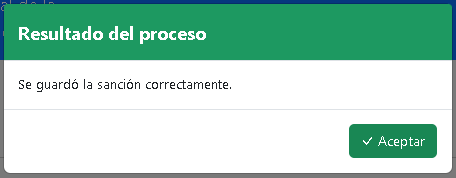 Resultado del proceso
Se guardó la sanción correctamente.
Aceptar